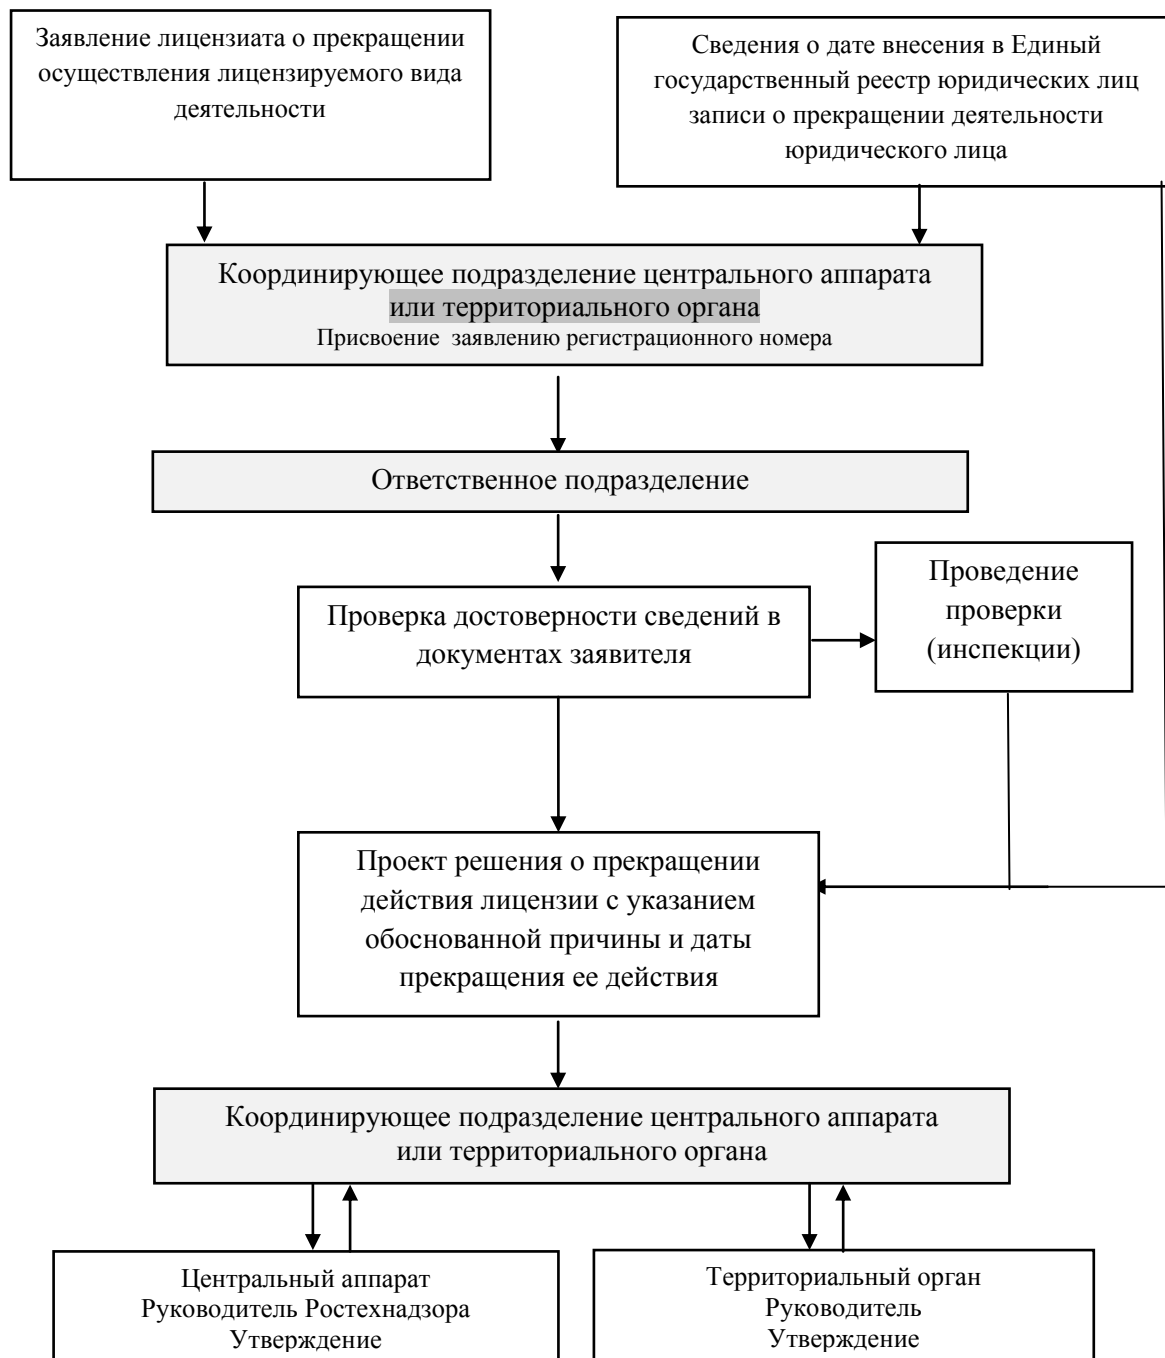 Заявление лицензиата о прекращении
осуществления лицензируемого вида
деятельности
Сведения о дате внесения в Единый
государственный реестр юридических лиц
записи о прекращении деятельности
юридического лица
Координирующее подразделение центрального аппарата
или территориального органа
Присвоение заявлению регистрационного номера
Ответственное подразделение
Проверка достоверности сведений в
документах заявителя
Проведение
проверки
(инспекции)
Проект решения о прекращении
действия лицензии с указанием
обоснованной причины и даты
прекращения ее действия
Координирующее подразделение центрального аппарата
или территориального органа
Центральный аппарат
Руководитель Ростехнадзора
Утверждение
Территориальный орган
Руководитель
Утверждение